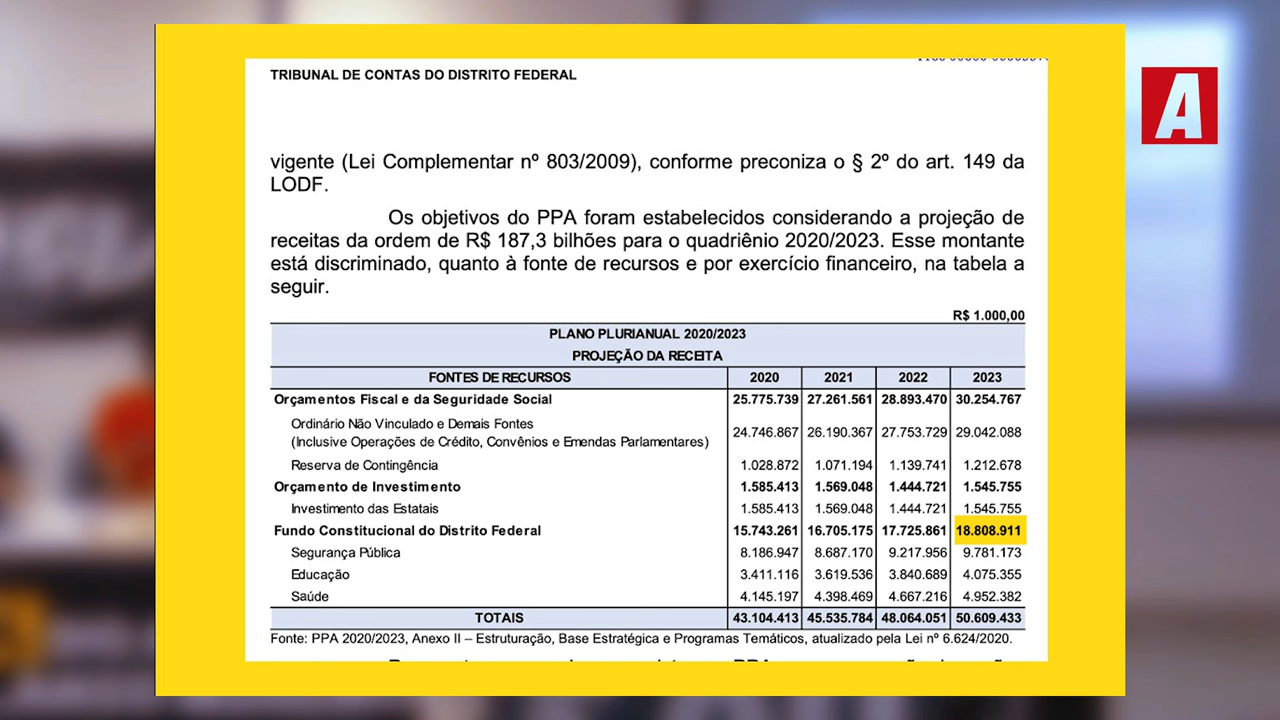 A
TRIBUNAL DE CONTAS DO DISTRITO FEDERAL
vigente (Lei Complementar nº 803/2009), conforme preconiza o § 2º do art. 149 da
LODF.
Os objetivos do PPA foram estabelecidos considerando a projeção de
receitas da ordem de R$ 187,3 bilhões para o quadriênio 2020/2023. Esse montante
está discriminado, quanto à fonte de recursos e por exercício financeiro, na tabela a
seguir.
R$ 1.000,00
PLANO PLURIANUAL 2020/2023
PROJEÇÃO DA RECEITA
FONTES DE RECURSOS 2020 2021 2022 2023
Orçamentos Fiscal e da Seguridade Social 25.775.739 27.261.561 28.893.470 30.254.767
Ordinário Não Vinculado e Demais Fontes
(Inclusive Operações de Crédito, Convênios e Emendas Parlamentares) 24.746.867 26.190.367 27.753.729 29.042.088
Reserva de Contingência 1.028.872 1.071.194 1.139.741 1.212.678
Orçamento de Investimento 1.585.413 1.569.048 1.444.721 1.545.755
Investimento das Estatais 1.585.413 1.569.048 1.444.721 1.545.755
Fundo Constitucional do Distrito Federal 15.743.261 16.705.175 17.725.861 18.808.911
Segurança Pública 8.186.947 8.687.170 9.217.956 9.781.173
Educação 3.411.116 3.619.536 3.840.689 4.075.355
Saúde 4.145.197 4.398.469 4.667.216 4.952.382
TOTAIS 43.104.413 45.535.784 48.064.051 50.609.433
Fonte: PPA 2020/2023, Anexo II – Estruturação, Base Estratégica e Programas Temáticos, atualizado pela Lei nº 6.624/2020.